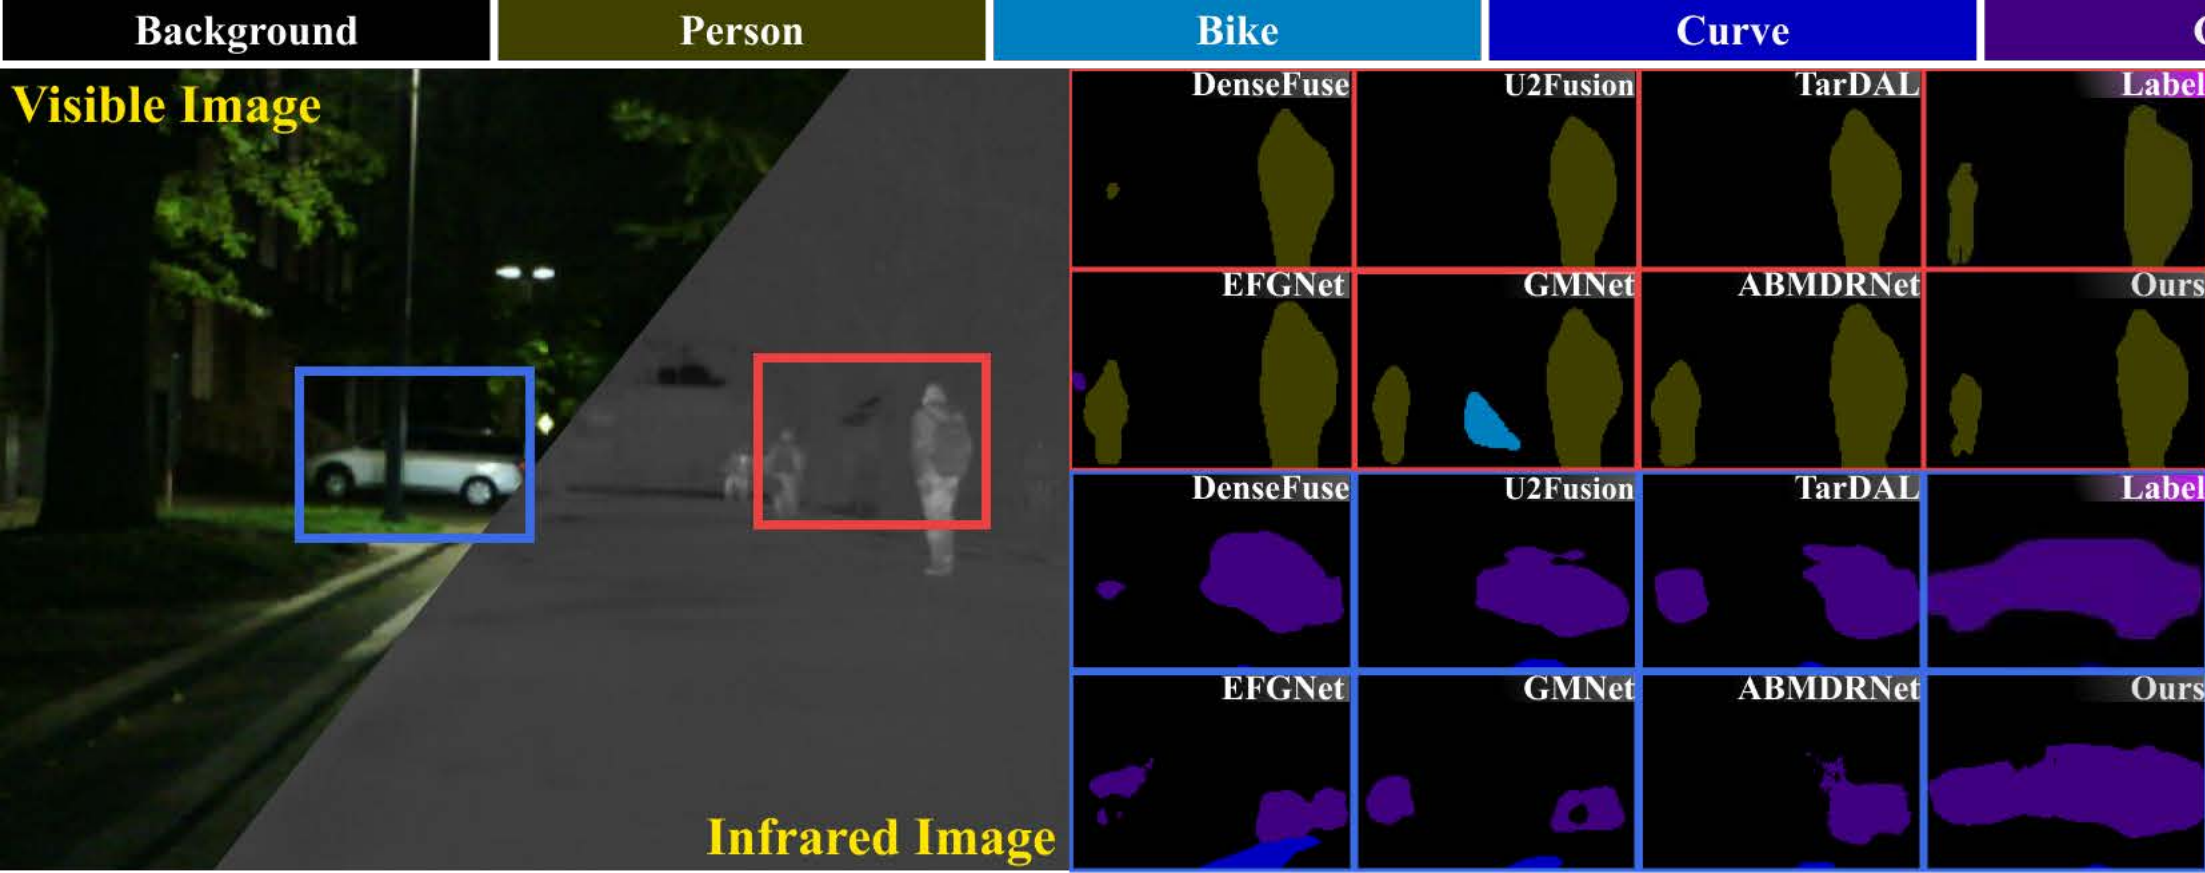 Background Person Bike Curve
Visible Image
DenseFuse U2Fusion TarDAL Label
EFGNet GMNet ABMDRNet Ours
DenseFuse U2Fusion TarDAL Label
EFGNet GMNet ABMDRNet Ours
Infrared Image